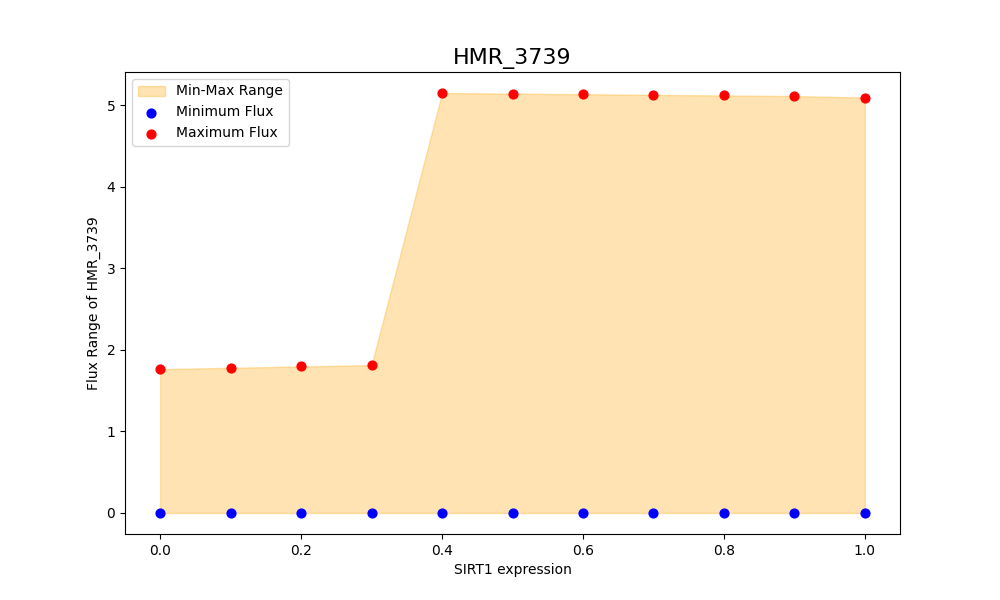 HMR_3739
Min-Max Range
Minimum Flux
Maximum Flux
Flux Range of HMR_3739
5
4
3
2
1
0
0.0 0.2 0.4 0.6 0.8 1.0
SIRT1 expression